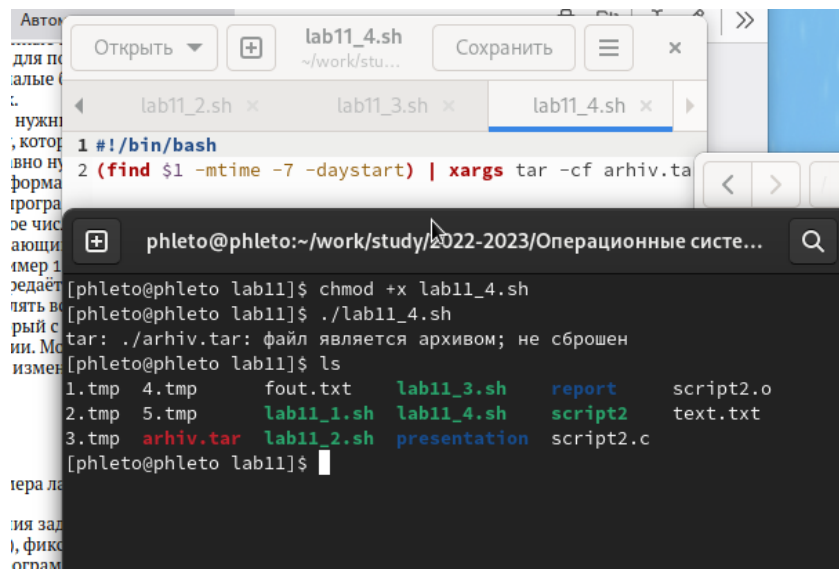 Открыть
lab11_4.sh
~/work/stu…
Сохранить
lab11_2.sh
lab11_3.sh
lab11_4.sh
1 #!/bin/bash
2 (find $1 -mtime -7 -daystart) | xargs tar -cf arhiv.ta
phleto@phleto:~/work/study/2022-2023/Операционные систе…
[phleto@phleto lab11]$ chmod +x lab11_4.sh
[phleto@phleto lab11]$ ./lab11_4.sh
tar: ./arhiv.tar: файл является архивом; не сброшен
[phleto@phleto lab11]$ ls
1.tmp 4.tmp fout.txt lab11_3.sh report script2.o
2.tmp 5.tmp lab11_1.sh lab11_4.sh script2 text.txt
3.tmp arhiv.tar lab11_2.sh presentation script2.c
[phleto@phleto lab11]$